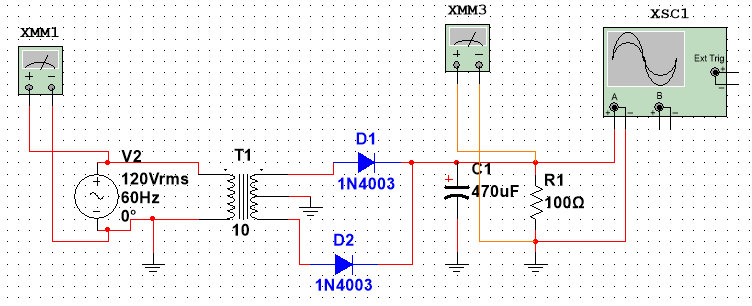 XMM1
XMM3
XSC1
Ext Trig
+
−
A
B
+ −
+ −
+ −
+ −
V2
120Vrms
60Hz
0°
+
−
T1
10
D1
1N4003
D2
1N4003
+
C1
470uF
R1
100Ω